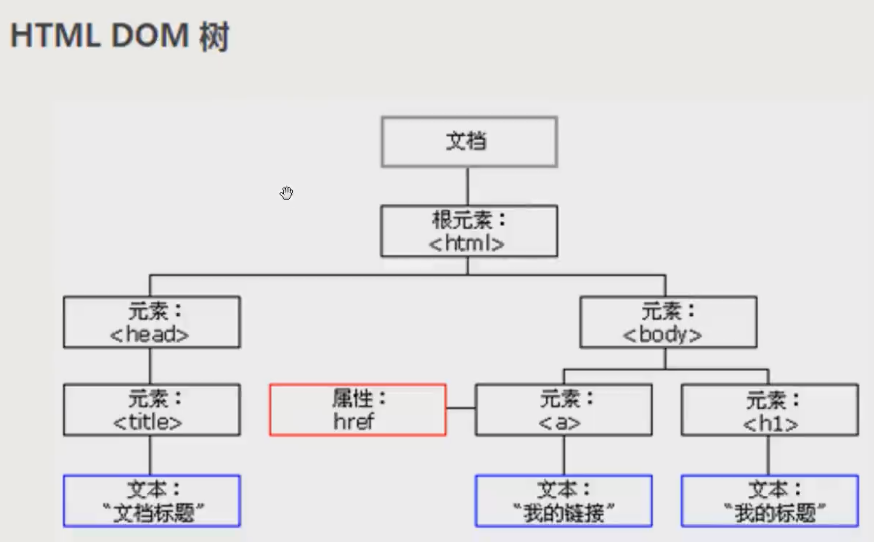 HTML DOM 树
文档
根元素：
<html>
元素：
<head>
元素：
<body>
元素：
<title>
属性：
href
元素：
<a>
元素：
<h1>
文本：
“文档标题”
文本：
“我的链接”
文本：
“我的标题”